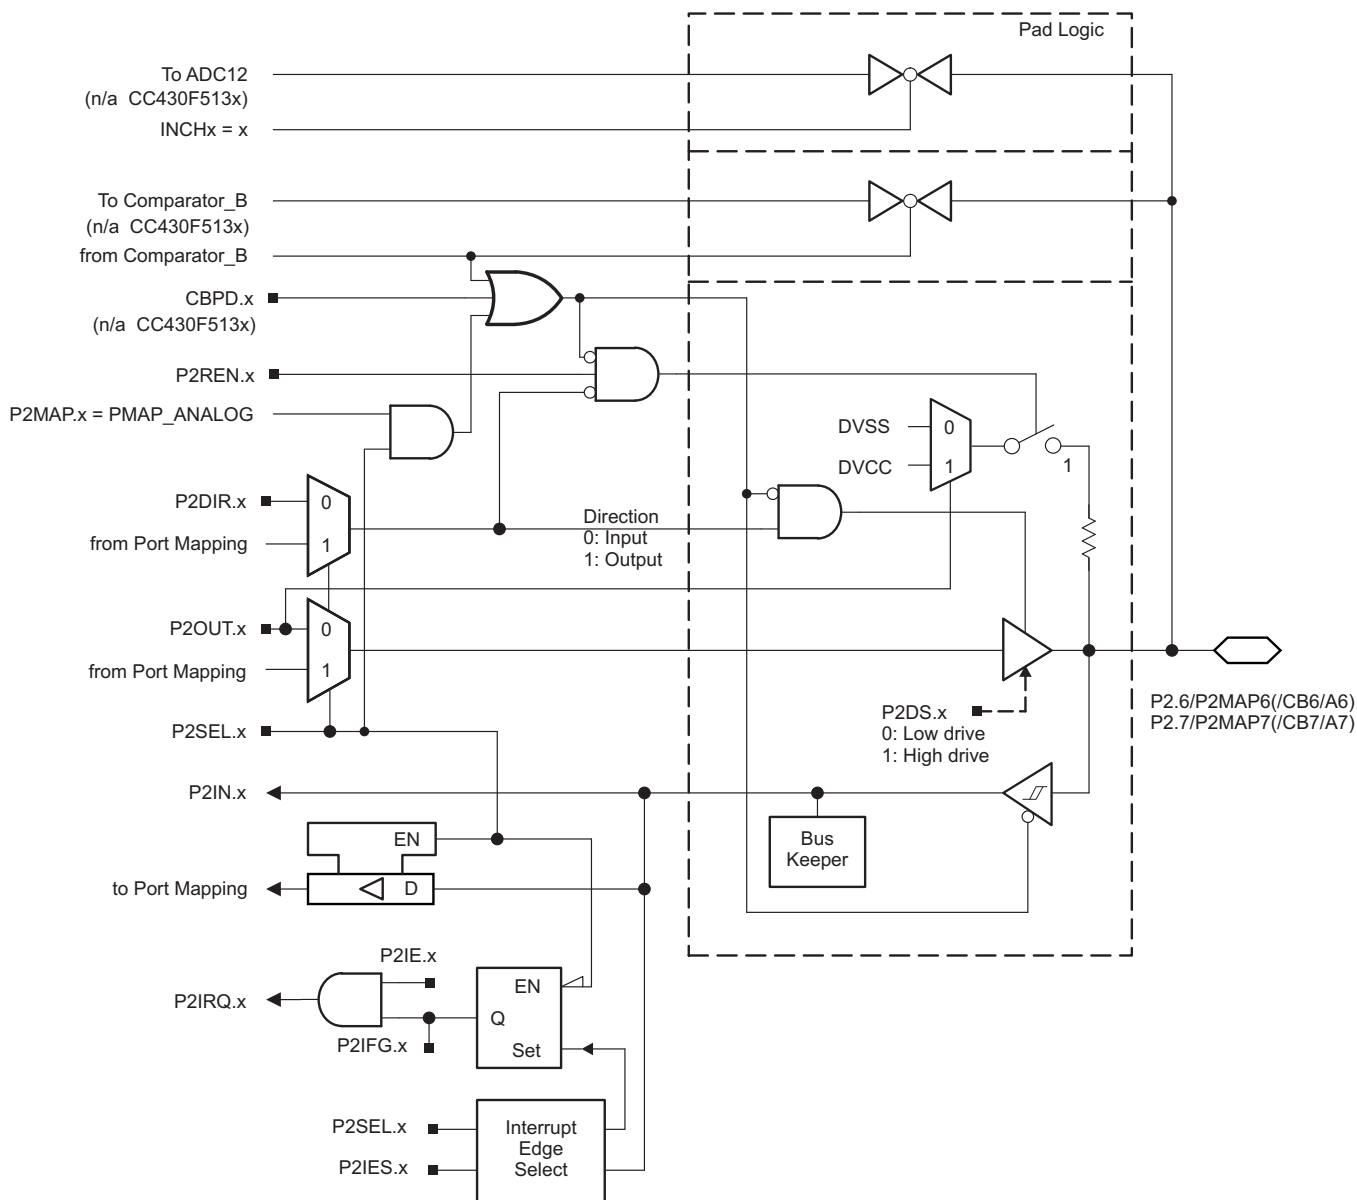 Pad Logic
To ADC12
(n/a CC430F513x)
INCHx = x
To Comparator_B
(n/a CC430F513x)
from Comparator_B
CBPD.x
(n/a CC430F513x)
P2REN.x
P2MAP.x = PMAP_ANALOG
DVSS
0
DVCC
1
1
P2DIR.x
0
from Port Mapping
1
Direction
0: Input
1: Output
P2OUT.x
0
from Port Mapping
1
P2SEL.x
P2DS.x
0: Low drive
1: High drive
P2.6/P2MAP6(/CB6/A6)
P2.7/P2MAP7(/CB7/A7)
P2IN.x
Bus
Keeper
EN
to Port Mapping
D
P2IE.x
P2IRQ.x
EN
Q
P2IFG.x
Set
P2SEL.x
P2IES.x
Interrupt
Edge
Select